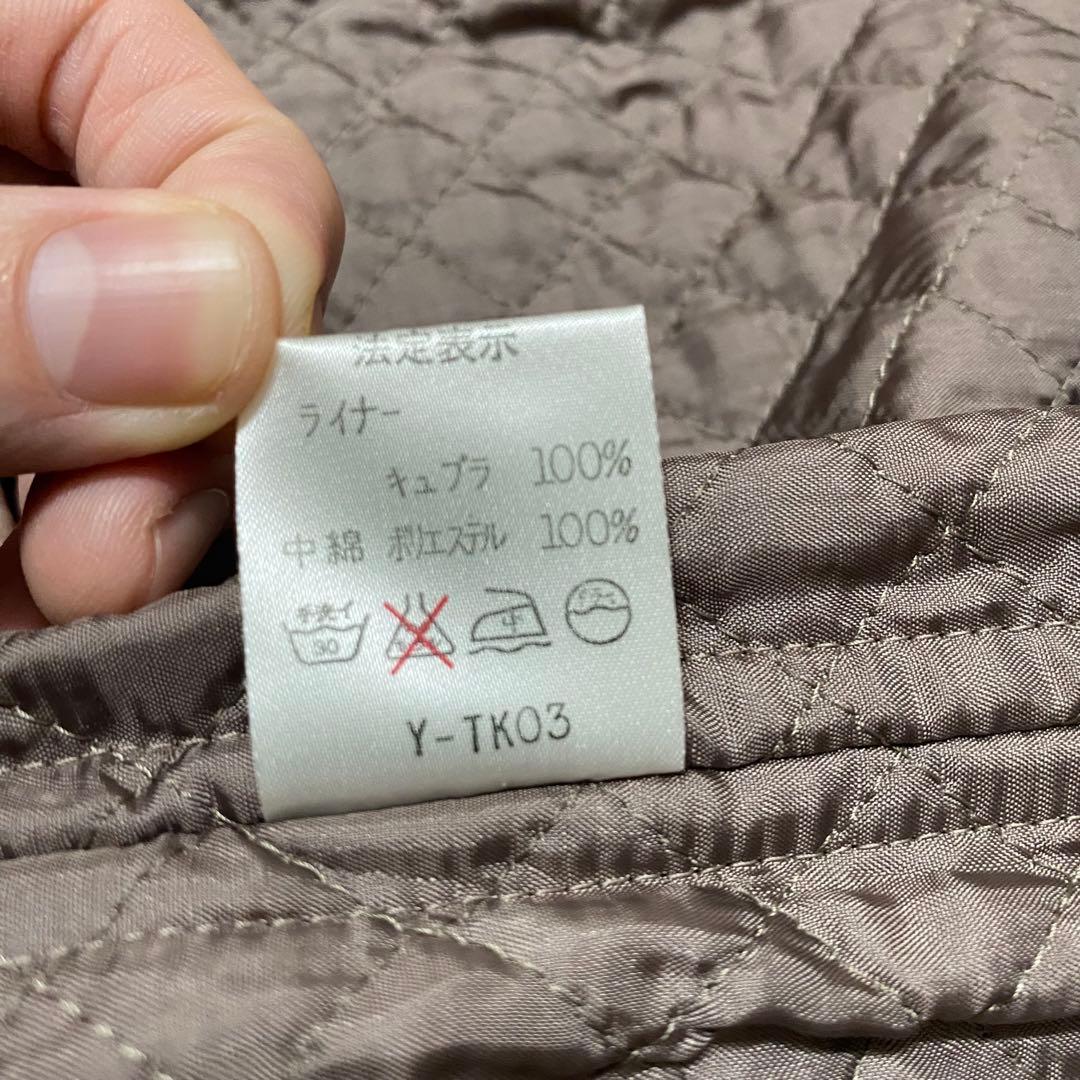 法定表示
ライナー
キュプラ 100%
中綿 ポリエステル 100%
手洗イ 30 中 ドライ
Y-TK03